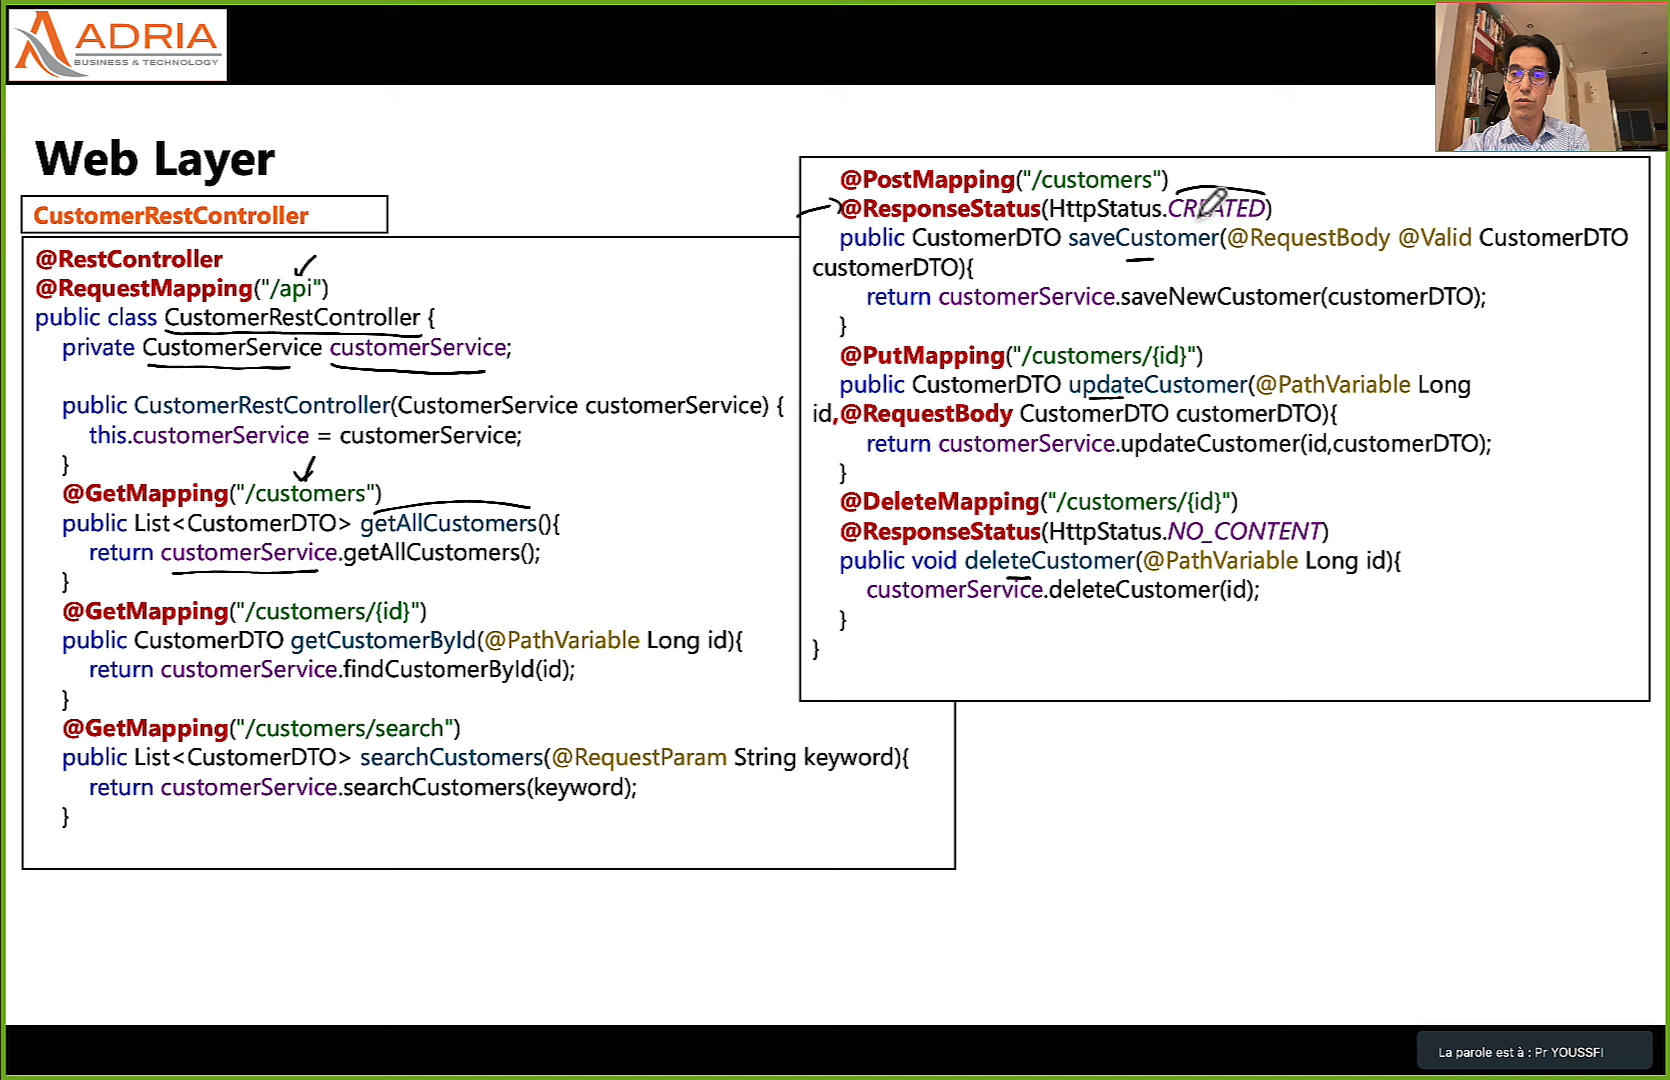 ADRIA
BUSINESS & TECHNOLOGY
Web Layer
CustomerRestController
@RestController
@RequestMapping("/api")
public class CustomerRestController {
private CustomerService customerService;
public CustomerRestController(CustomerService customerService) {
this.customerService = customerService;
}
@GetMapping("/customers")
public List<CustomerDTO> getAllCustomers(){
return customerService.getAllCustomers();
}
@GetMapping("/customers/{id}")
public CustomerDTO getCustomerById(@PathVariable Long id){
return customerService.findCustomerById(id);
}
@GetMapping("/customers/search")
public List<CustomerDTO> searchCustomers(@RequestParam String keyword){
return customerService.searchCustomers(keyword);
}
@PostMapping("/customers")
@ResponseStatus(HttpStatus.CREATED)
public CustomerDTO saveCustomer(@RequestBody @Valid CustomerDTO
customerDTO){
return customerService.saveNewCustomer(customerDTO);
}
@PutMapping("/customers/{id}")
public CustomerDTO updateCustomer(@PathVariable Long
id,@RequestBody CustomerDTO customerDTO){
return customerService.updateCustomer(id,customerDTO);
}
@DeleteMapping("/customers/{id}")
@ResponseStatus(HttpStatus.NO_CONTENT)
public void deleteCustomer(@PathVariable Long id){
customerService.deleteCustomer(id);
}
}
La parole est à : Pr YOUSSFI